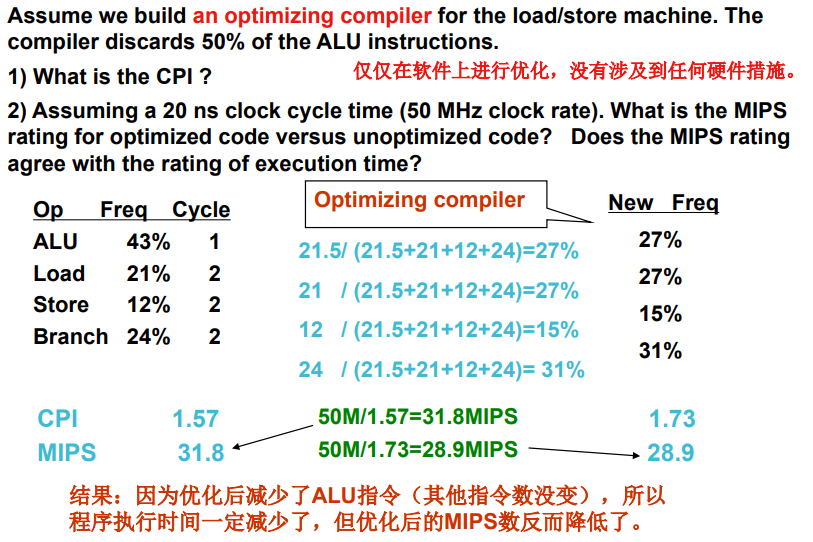 Assume we build an optimizing compiler for the load/store machine. The
compiler discards 50% of the ALU instructions.
1) What is the CPI ?
仅仅在软件上进行优化，没有涉及到任何硬件措施。
2) Assuming a 20 ns clock cycle time (50 MHz clock rate). What is the MIPS
rating for optimized code versus unoptimized code? Does the MIPS rating
agree with the rating of execution time?
Op Freq Cycle
Optimizing compiler
New Freq
ALU 43% 1
21.5/ (21.5+21+12+24)=27%
27%
Load 21% 2
21 / (21.5+21+12+24)=27%
27%
Store 12% 2
12 / (21.5+21+12+24)=15%
15%
Branch 24% 2
24 / (21.5+21+12+24)= 31%
31%
CPI 1.57
50M/1.57=31.8MIPS
1.73
MIPS 31.8
50M/1.73=28.9MIPS
28.9
结果：因为优化后减少了ALU指令（其他指令数没变），所以
程序执行时间一定减少了，但优化后的MIPS数反而降低了。